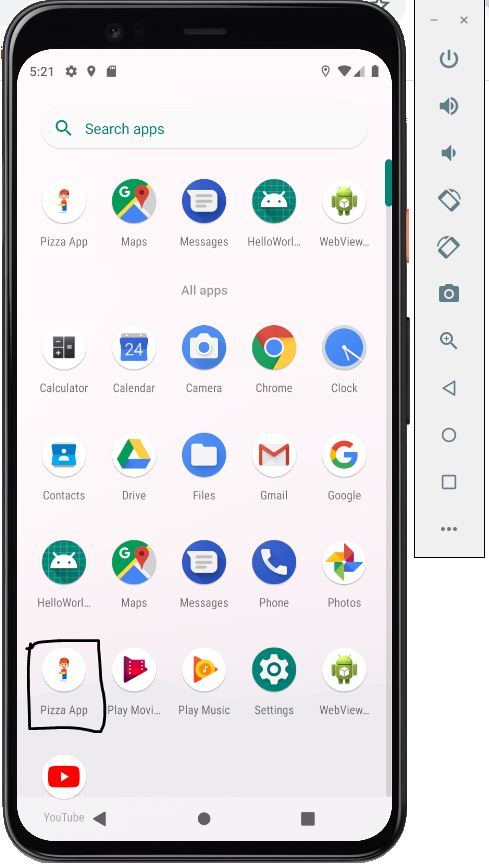 5:21
Search apps
Pizza App Maps Messages HelloWorl... WebView...
All apps
24
Calculator Calendar Camera Chrome Clock
Contacts Drive Files Gmail Google
HelloWorl... Maps Messages Phone Photos
Pizza App Play Movi... Play Music Settings WebView...
YouTube